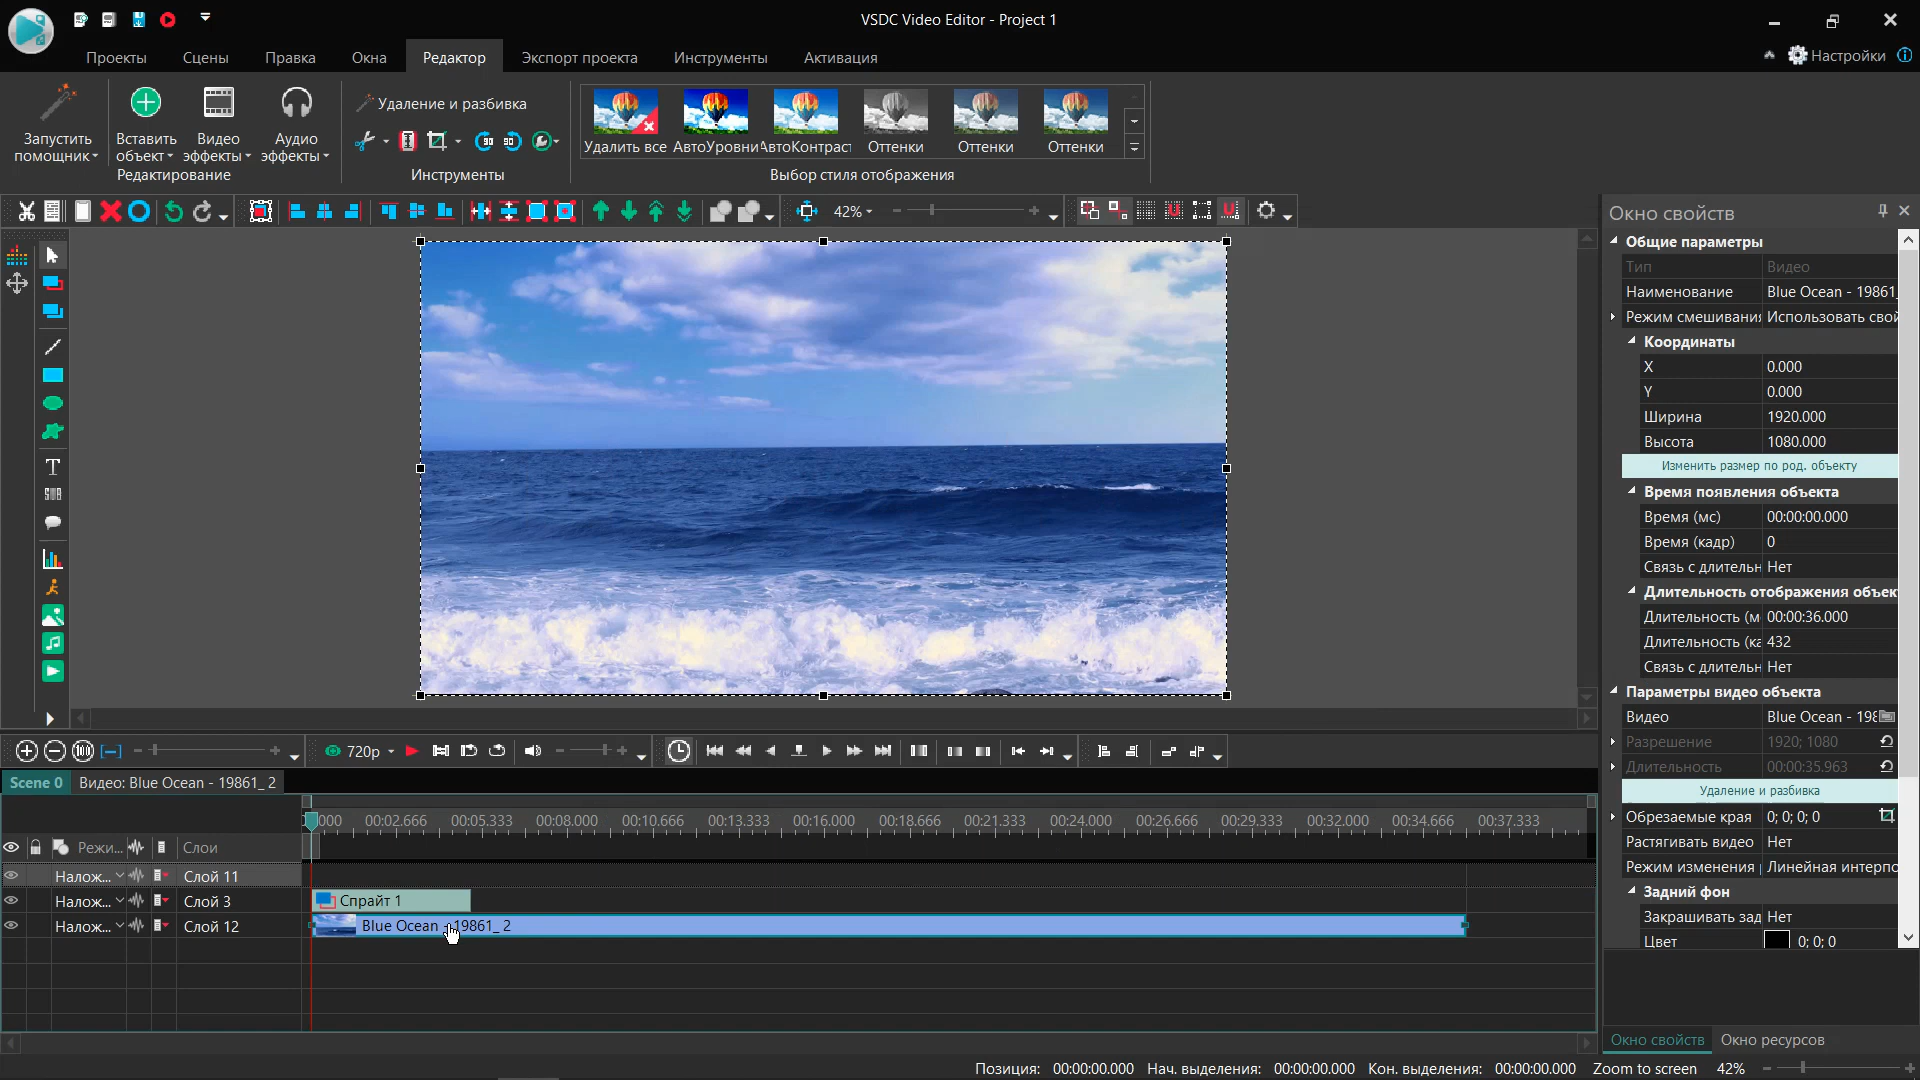 VSDC Video Editor - Project 1
Проекты Сцены Правка Окна Редактор Экспорт проекта Инструменты Активация Настройки
Запустить помощник
Вставить объект
Видео эффекты
Аудио эффекты
Редактирование
Удаление и разбивка
Инструменты
Удалить все АвтоУровни АвтоКонтраст Оттенки Оттенки Оттенки
Выбор стиля отображения
42%
Окно свойств
Общие параметры
Тип Видео
Наименование Blue Ocean - 19861_
Режим смешивания Использовать свой
Координаты
X 0.000
Y 0.000
Ширина 1920.000
Высота 1080.000
Изменить размер по род. объекту
Время появления объекта
Время (мс) 00:00:00.000
Время (кадр) 0
Связь с длительн Нет
Длительность отображения объек
Длительность (м 00:00:36.000
Длительность (ка 432
Связь с длительн Нет
Параметры видео объекта
Видео Blue Ocean - 198
Разрешение 1920; 1080
Длительность 00:00:35.963
Удаление и разбивка
Обрезаемые края 0; 0; 0; 0
Растягивать видео Нет
Режим изменения Линейная интерпо
Задний фон
Закрашивать зад Нет
Цвет 0; 0; 0
Окно свойств Окно ресурсов
T
SUB
100
720p
Scene 0 Видео: Blue Ocean - 19861_ 2
000 00:02.666 00:05.333 00:08.000 00:10.666 00:13.333 00:16.000 00:18.666 00:21.333 00:24.000 00:26.666 00:29.333 00:32.000 00:34.666 00:37.333
Режи... Слои
Налож... Слой 11
Налож... Слой 3 Спрайт 1
Налож... Слой 12 Blue Ocean - 19861_ 2
Позиция: 00:00:00.000 Нач. выделения: 00:00:00.000 Кон. выделения: 00:00:00.000 Zoom to screen 42%